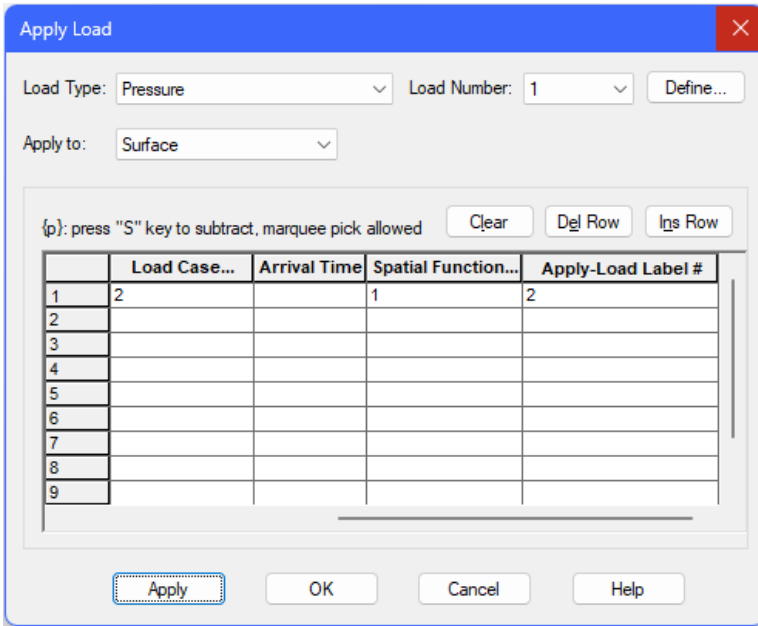 Apply Load
Load Type: Pressure Load Number: 1 Define...
Apply to: Surface
{p}: press "S" key to subtract, marquee pick allowed Clear Del Row Ins Row
Load Case... Arrival Time Spatial Function... Apply-Load Label #
1 2 1 2
2
3
4
5
6
7
8
9
Apply OK Cancel Help